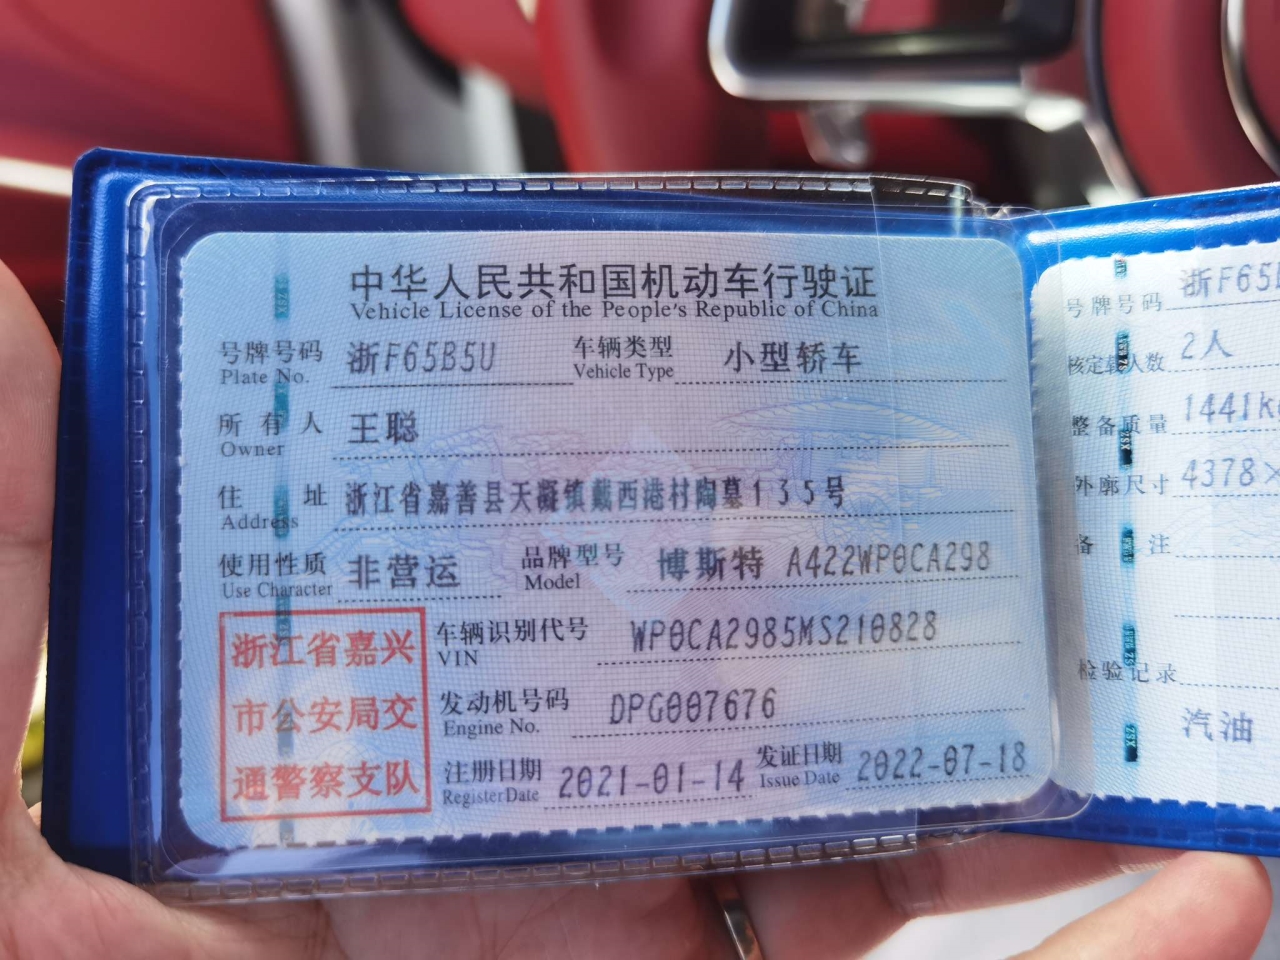 中华人民共和国机动车行驶证
Vehicle License of the People's Republic of China
号牌号码 浙F65B5U 车辆类型 小型轿车
Plate No. Vehicle Type
所有人 王聪
Owner
住址 浙江省嘉善县天凝镇戴西港村陶墓135号
Address
使用性质 非营运 品牌型号 博斯特 A422WP0CA298
Use Character Model
浙江省嘉兴
市公安局交
通警察支队
车辆识别代号 WP0CA2985MS210828
VIN
发动机号码 DPG007676
Engine No.
注册日期 2021-01-14 发证日期 2022-07-18
Register Date Issue Date
号牌号码 浙F65
核定载人数 2人
整备质量 1441k
外廓尺寸 4378×
备注
检验记录
汽油